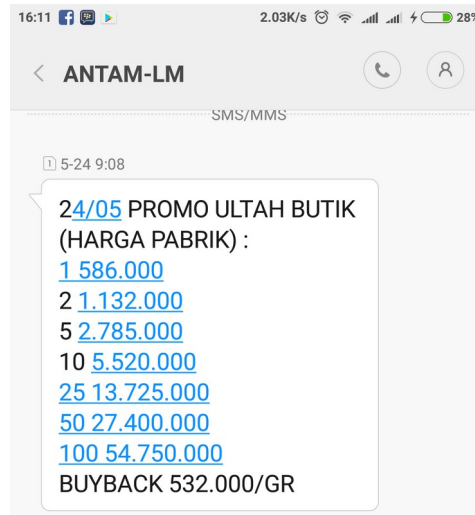 16:11 2.03K/s 28%
ANTAM-LM
SMS/MMS
1 5-24 9:08
24/05 PROMO ULTAH BUTIK
(HARGA PABRIK) :
1 586.000
2 1.132.000
5 2.785.000
10 5.520.000
25 13.725.000
50 27.400.000
100 54.750.000
BUYBACK 532.000/GR